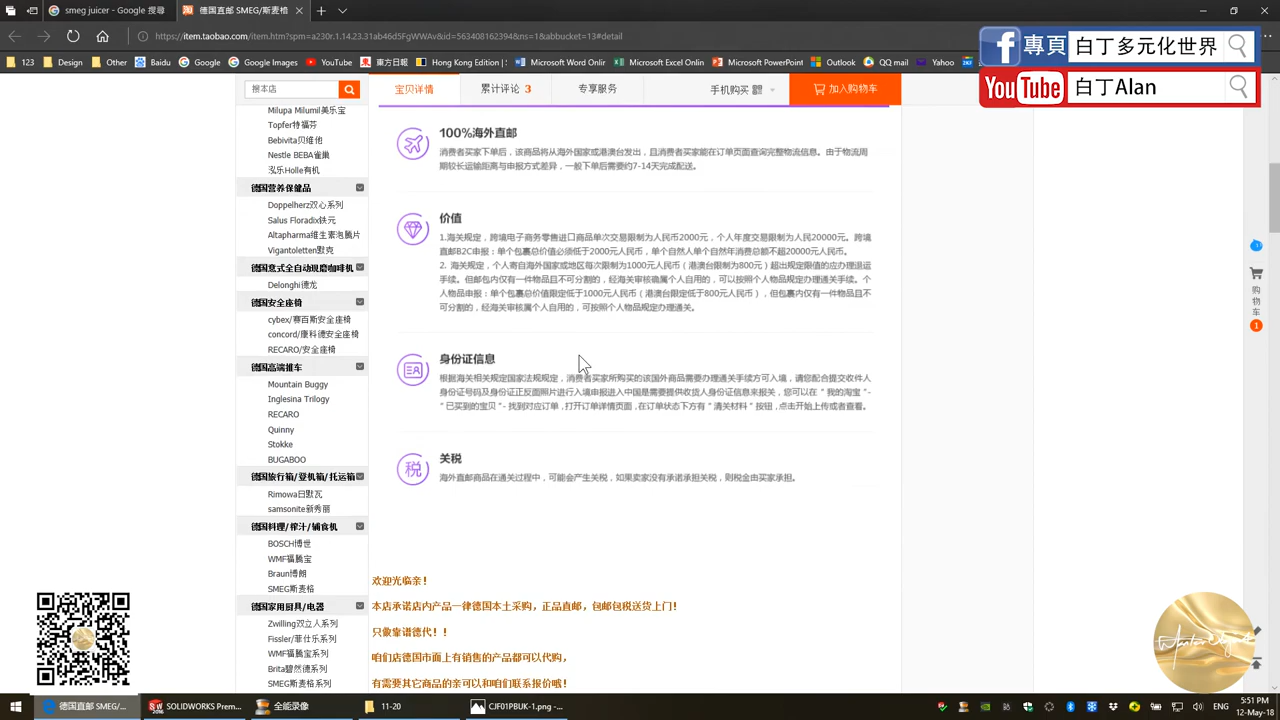 smeg juicer - Google 搜尋
德国直邮 SMEG/斯麦格
https://item.taobao.com/item.htm?spm=a230r.1.14.23.31ab46d5FgWWAv&id=563408162394&ns=1&abbucket=13#detail
123
Design
Other
Baidu
Google
Google Images
YouTube
東方日報
Hong Kong Edition
Microsoft Word Onlin
Microsoft Excel Onlin
PassPorter
Outlook
QQ mail
Yahoo
f 專頁 白丁多元化世界
YouTube 白丁Alan
搜本店
宝贝详情
累计评论 3
专享服务
手机购买
加入购物车
Milupa Milumil美乐宝
Topfer特福芬
Bebivita贝维他
Nestle BEBA雀巢
泓乐Holle有机
德国营养保健品
Doppelherz双心系列
Salus Floradix铁元
Altapharma维生素泡片
Vigantoletten默克
德国意式全自动现磨咖啡机
Delonghi德龙
德国安全座椅
cybex/赛百斯安全座椅
concord/康科德安全座椅
RECARO/安全座椅
德国高端推车
Mountain Buggy
Inglesina Trilogy
RECARO
Quinny
Stokke
BUGABOO
德国旅行箱/登机箱/托运箱
Rimowa日默瓦
samsonite新秀丽
德国料理/榨汁/辅食机
BOSCH博世
WMF福腾宝
Braun博朗
SMEG斯麦格
德国家用厨具/电器
Zwilling双立人系列
Fissler/菲仕乐系列
WMF福腾宝系列
Brita碧然德系列
SMEG斯麦格系列
100%海外直邮
消费者买家下单后，该商品将从海外国家或港澳台发出，且消费者买家能在订单页面查询完整物流信息。由于物流周
期较长运输距离与申报方式差异，一般下单后需要约7-14天完成配送。
价值
1.海关规定，跨境电子商务零售进口商品单次交易限制为人民币2000元，个人年度交易限制为人民20000元。跨境
直邮B2C申报：单个包裹总价值必须低于2000元人民币，单个自然人单个自然年消费总额不超20000元人民币。
2. 海关规定，个人寄自海外国家或地区每次限制为1000元人民币（港澳台限制为800元）超出规定限值的应办理退运
手续。但邮包内仅有一件物品且不可分割的，经海关审核确属个人自用的，可以按照个人物品规定办理通关手续。个
人物品申报：单个包裹总价值限定低于1000元人民币（港澳台限定低于800元人民币），但包裹内仅有一件物品且不
可分割的，经海关审核属个人自用的，可按照个人物品规定办理通关。
身份证信息
根据海关相关规定国家法规规定，消费者买家所购买的该国外商品需要办理通关手续方可入境，请您配合提交收件人
身份证号码及身份证正反面照片进行入境申报进入中国是需要提供收货人身份证信息来报关，您可以在“我的淘宝”-
“已买到的宝贝”- 找到对应订单，打开订单详情页面，在订单状态下方有“清关材料”按钮，点击开始上传或者查看。
税
关税
海外直邮商品在通关过程中，可能会产生关税，如果卖家没有承诺承担关税，则税金由买家承担。
欢迎光临亲！
本店承诺店内产品一律德国本土采购，正品直邮，包邮包税送货上门！
只做靠谱德代！！
咱们店德国市面上有销售的产品都可以代购，
有需要其它商品的亲可以和咱们联系报价哦！
购物车
1
德国直邮 SMEG/...
SOLIDWORKS Prem...
全能录像
11-20
CJF01PBUK-1.png -...
ENG
5:51 PM
12-May-18